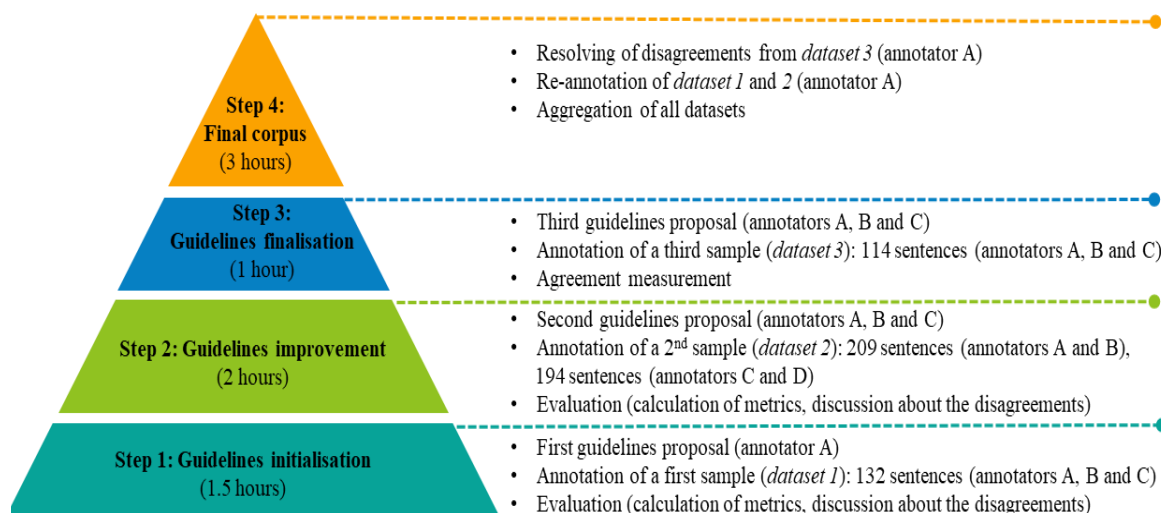 Step 4:
Final corpus
(3 hours)
• Resolving of disagreements from dataset 3 (annotator A)
• Re-annotation of dataset 1 and 2 (annotator A)
• Aggregation of all datasets
Step 3:
Guidelines finalisation
(1 hour)
• Third guidelines proposal (annotators A, B and C)
• Annotation of a third sample (dataset 3): 114 sentences (annotators A, B and C)
• Agreement measurement
Step 2: Guidelines improvement
(2 hours)
• Second guidelines proposal (annotators A, B and C)
• Annotation of a 2nd sample (dataset 2): 209 sentences (annotators A and B),
194 sentences (annotators C and D)
• Evaluation (calculation of metrics, discussion about the disagreements)
Step 1: Guidelines initialisation
(1.5 hours)
• First guidelines proposal (annotator A)
• Annotation of a first sample (dataset 1): 132 sentences (annotators A, B and C)
• Evaluation (calculation of metrics, discussion about the disagreements)